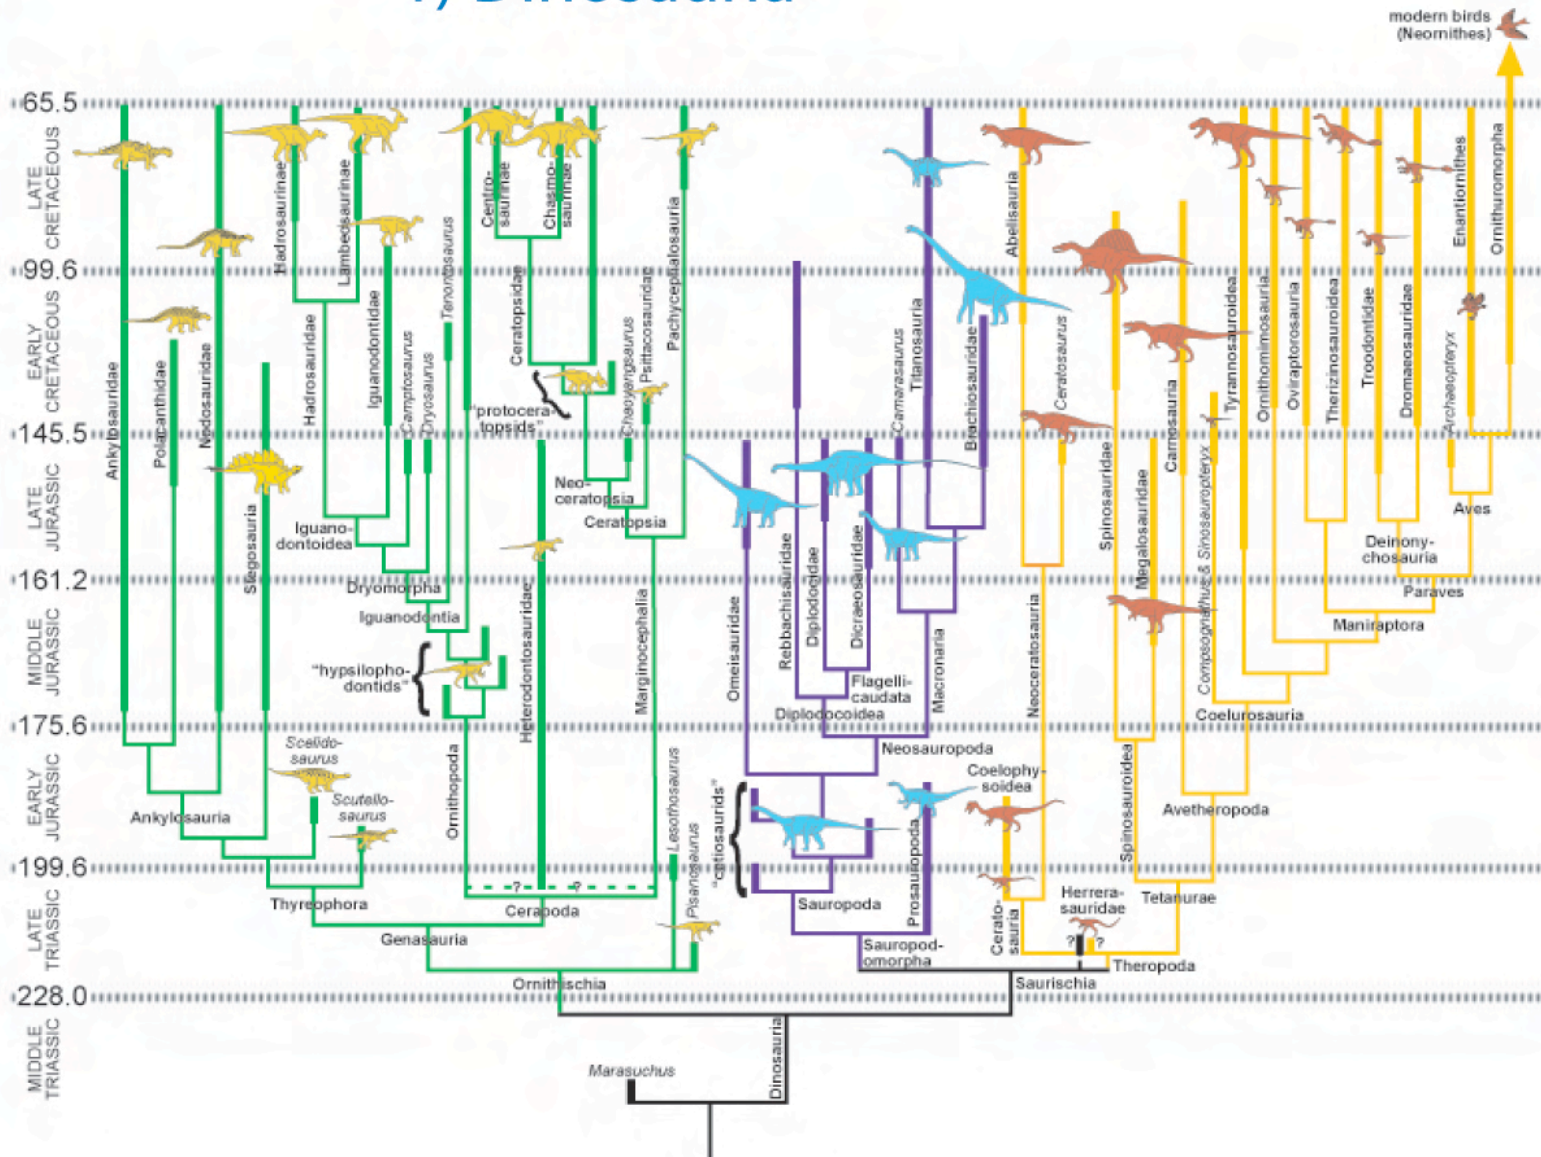 modern birds
(Neornithes)
65.5
LATE
CRETACEOUS
99.6
EARLY
CRETACEOUS
145.5
LATE
JURASSIC
161.2
MIDDLE
JURASSIC
175.6
EARLY
JURASSIC
199.6
LATE
TRIASSIC
228.0
MIDDLE
TRIASSIC
Ankylosauridae
Polacanthidae
Nodosauridae
Stegosauria
Ankylosauria
Scelido-
saurus
Scutello-
saurus
Thyreophora
Genasauria
Ornithischia
Hadrosaurinae
Lambeosaurinae
Hadrosauridae
Iguanodontidae
Camptosaurus
Dryosaurus
Tenontosaurus
Iguano-
dontoidea
Dryomorpha
Iguanodontia
"hypsilopho-
dontids"
Ornithopoda
Heterodontosauridae
? ?
Cerapoda
Centro-
saurinae
Chasmo-
saurinae
Ceratopsidae
"protocera-
topsids"
Chaoyangsaurus
Psittacosauridae
Pachycephalosauria
Neo-
ceratopsia
Ceratopsia
Marginocephalia
Lesothosaurus
Pisanosaurus
Omeisauridae
Rebbachisauridae
Diplodocidae
Dicraeosauridae
Camarasaurus
Titanosauria
Brachiosauridae
Flagelli-
caudata
Diplodocoidea
Macronaria
Neosauropoda
"cetiosaurids"
Prosauropoda
Sauropoda
Sauropod-
omorpha
Abelisauria
Ceratosaurus
Neoceratosauria
Coelophy-
soidea
Cerato-
sauria
Herrera-
sauridae
? ?
Theropoda
Saurischia
Spinosauridae
Megalosauridae
Spinosauroidea
Carnosauria
Compsognathus & Sinosauropteryx
Tyrannosauroidea
Ornithomimosauria
Oviraptorosauria
Therizinosauroidea
Troodontidae
Dromaeosauridae
Archaeopteryx
Enantiornithes
Ornithuromorpha
Aves
Deinony-
chosauria
Paraves
Maniraptora
Coelurosauria
Avetheropoda
Tetanurae
Dinosauria
Marasuchus